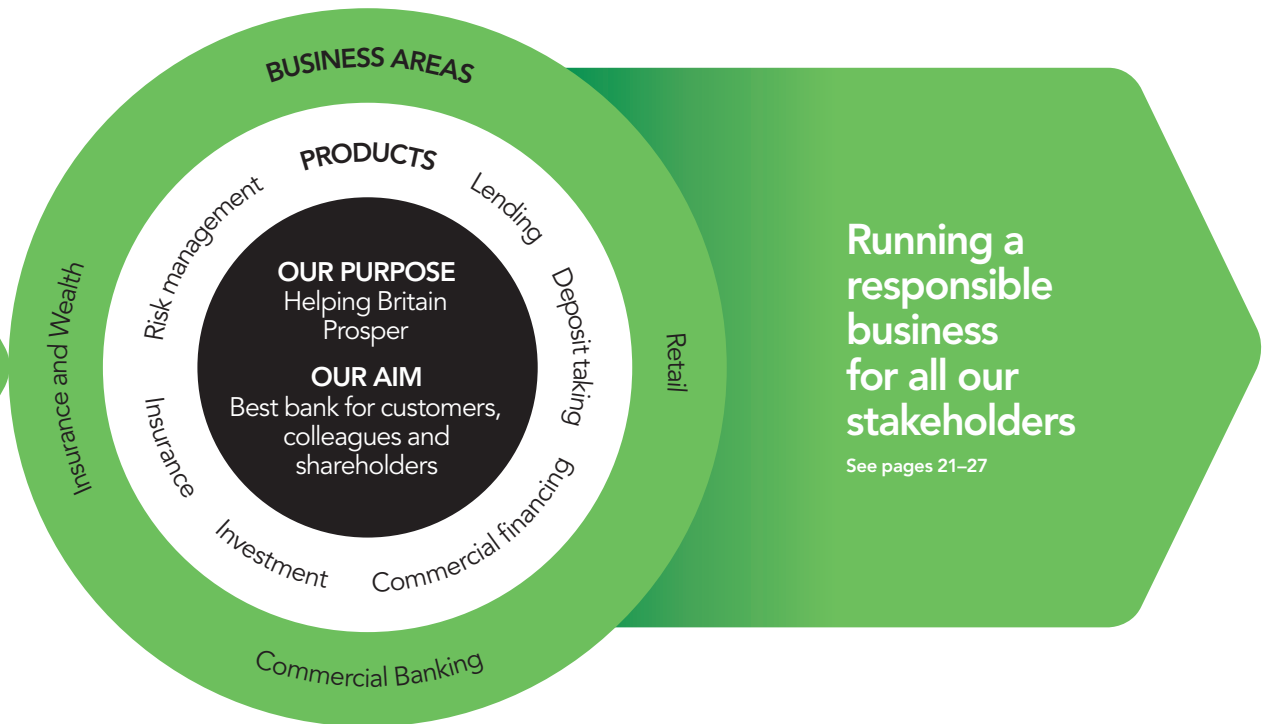 BUSINESS AREAS
Retail
Commercial Banking
Insurance and Wealth
PRODUCTS
Lending
Deposit taking
Commercial financing
Investment
Insurance
Risk management
OUR PURPOSE
Helping Britain
Prosper
OUR AIM
Best bank for customers,
colleagues and
shareholders
Running a
responsible
business
for all our
stakeholders
See pages 21–27